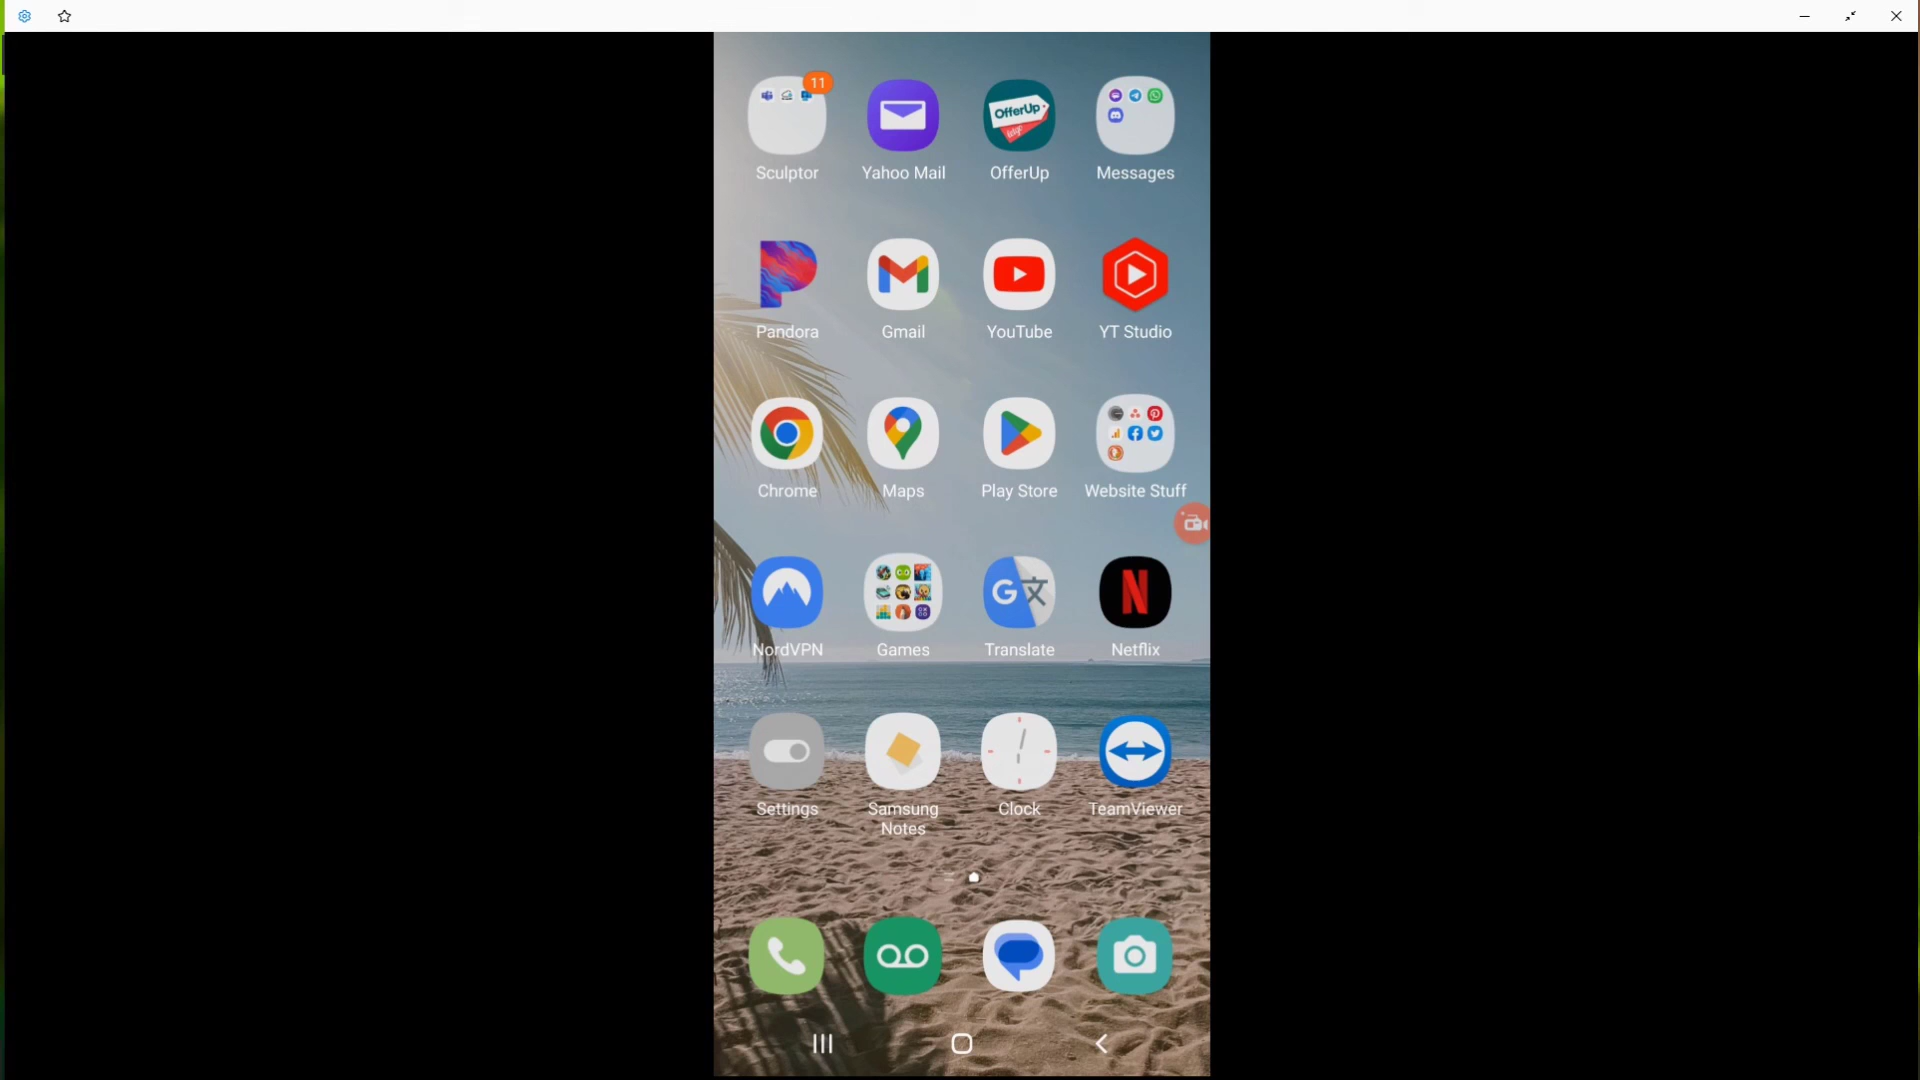 11
OfferUp
Sculptor
Yahoo Mail
OfferUp
Messages
Pandora
Gmail
YouTube
YT Studio
Chrome
Maps
Play Store
Website Stuff
NordVPN
Games
Translate
Netflix
Settings
Samsung
Notes
Clock
TeamViewer